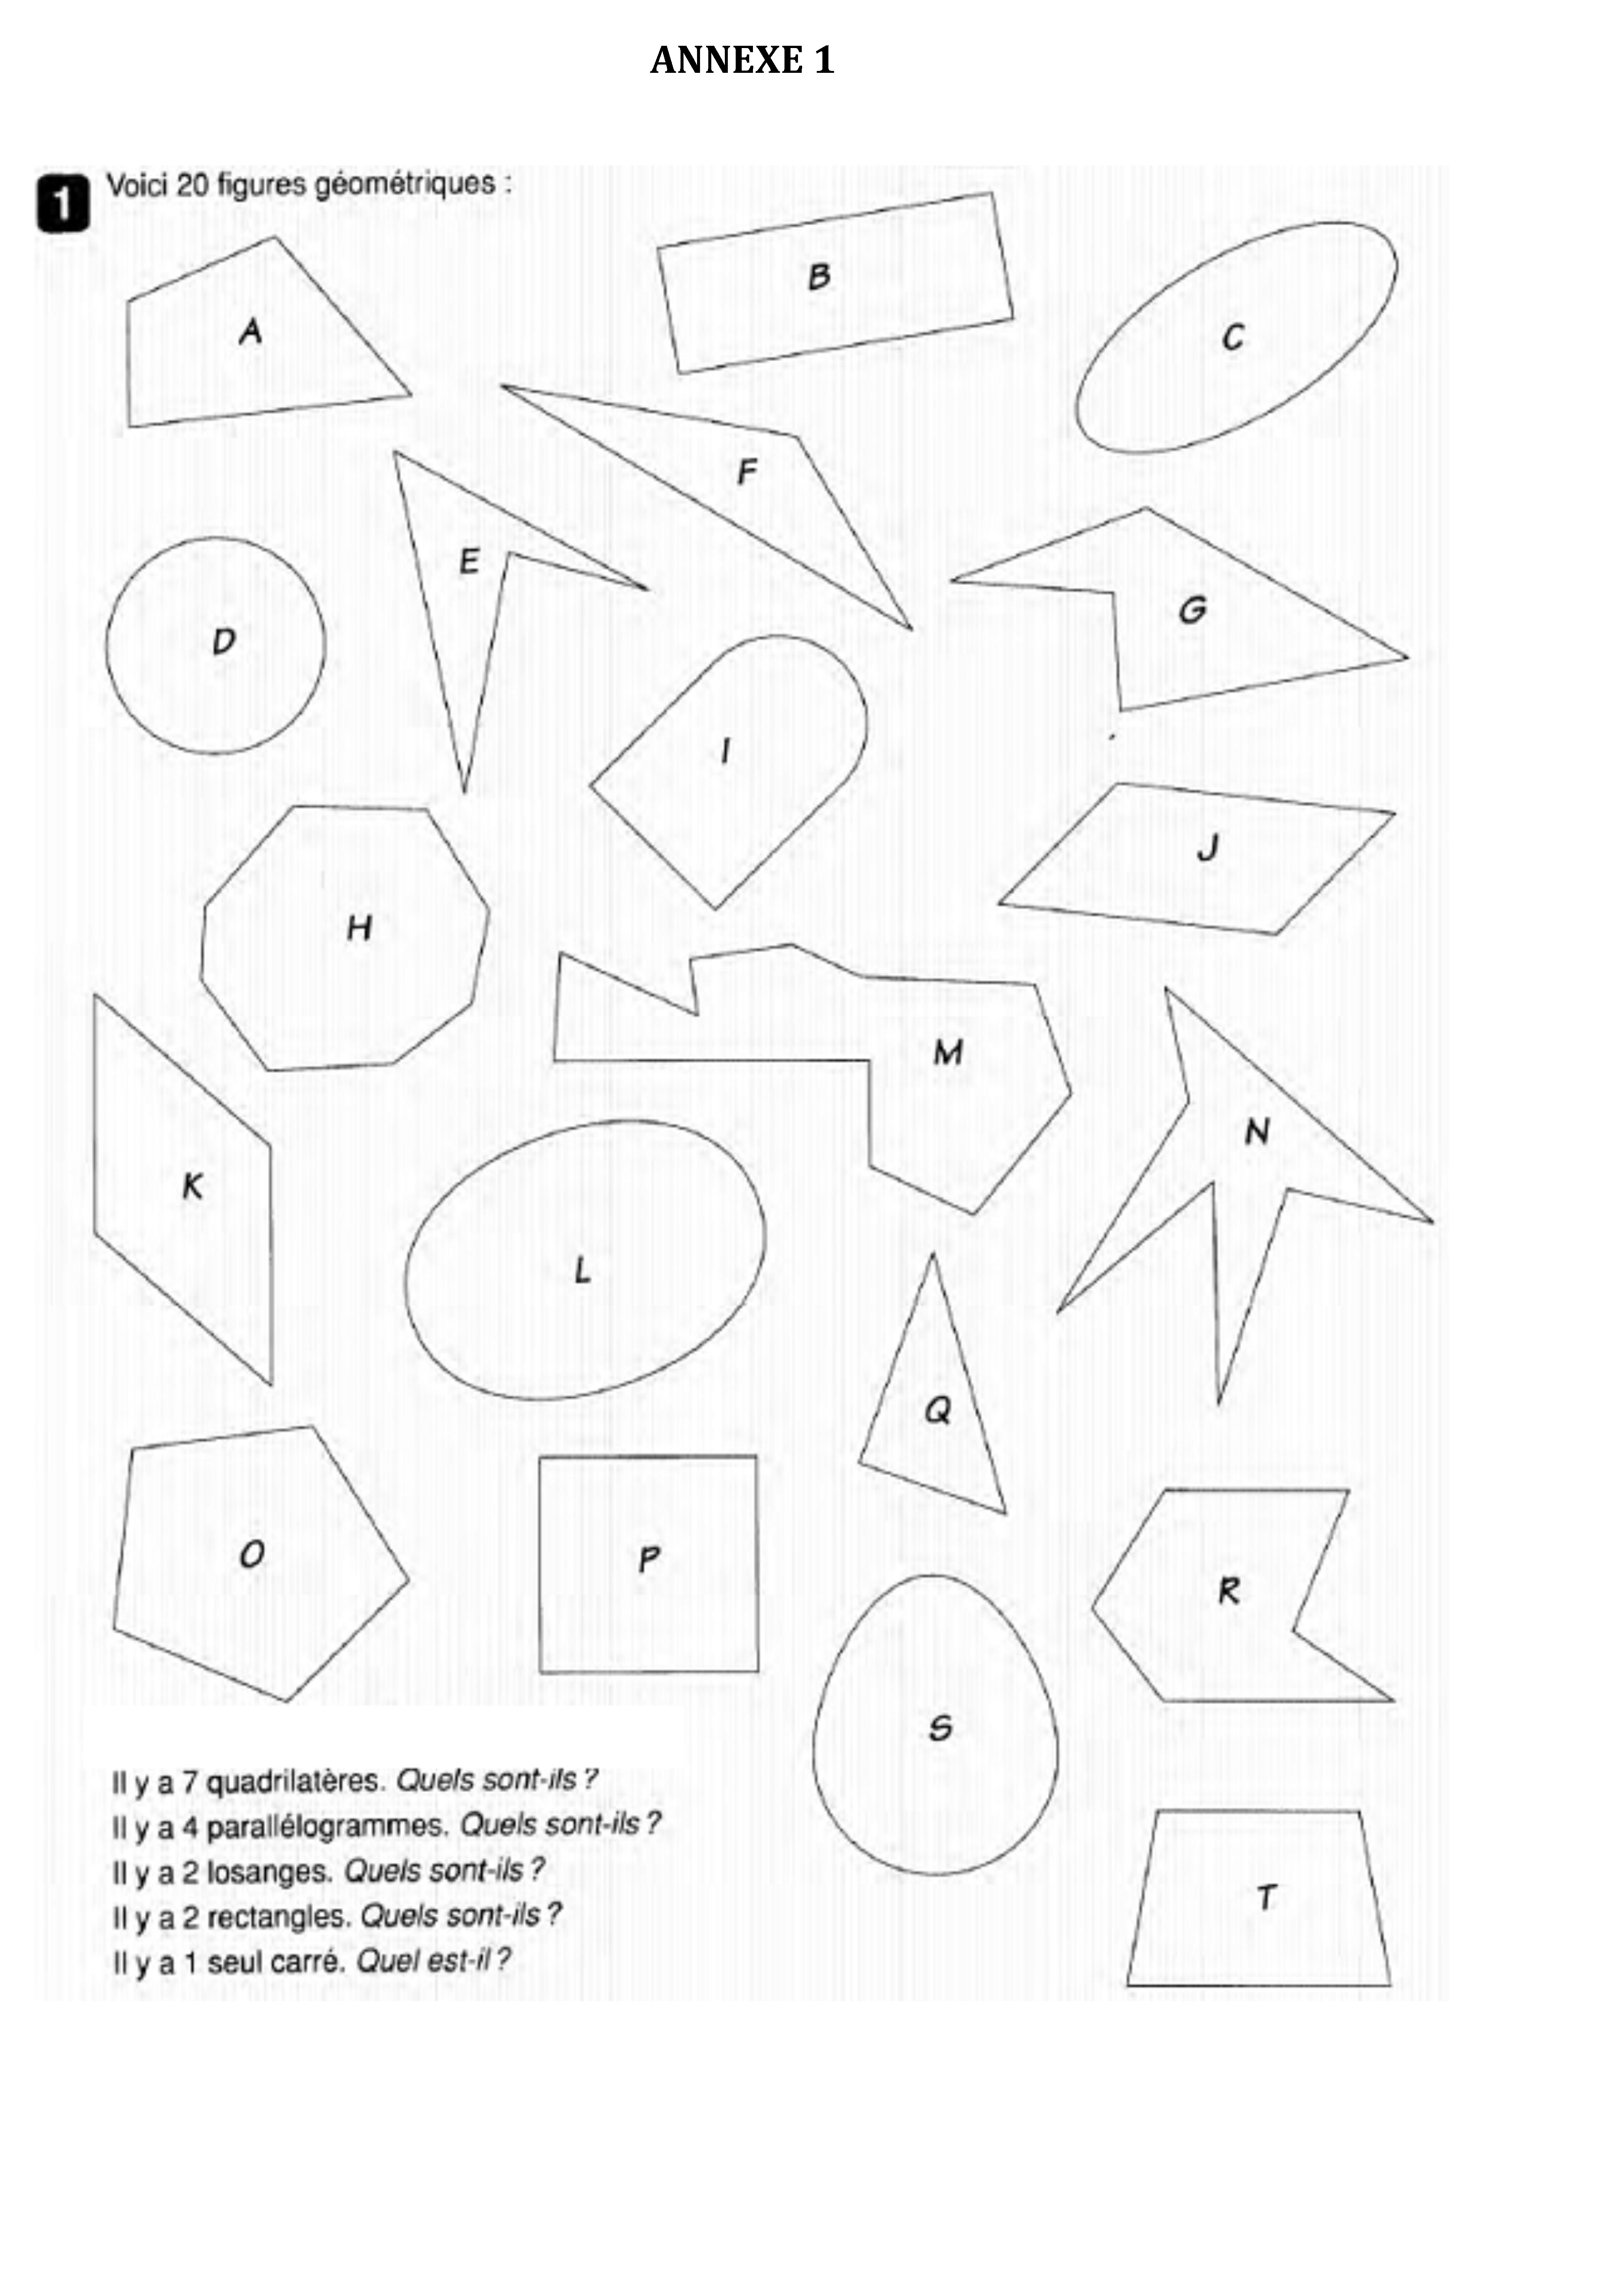 ANNEXE 1
1 Voici 20 figures géométriques :
B
A
C
F
E
G
D
I
J
H
M
N
K
L
Q
O
P
R
S
T
Il y a 7 quadrilatères. Quels sont-ils ?
Il y a 4 parallélogrammes. Quels sont-ils ?
Il y a 2 losanges. Quels sont-ils ?
Il y a 2 rectangles. Quels sont-ils ?
Il y a 1 seul carré. Quel est-il ?